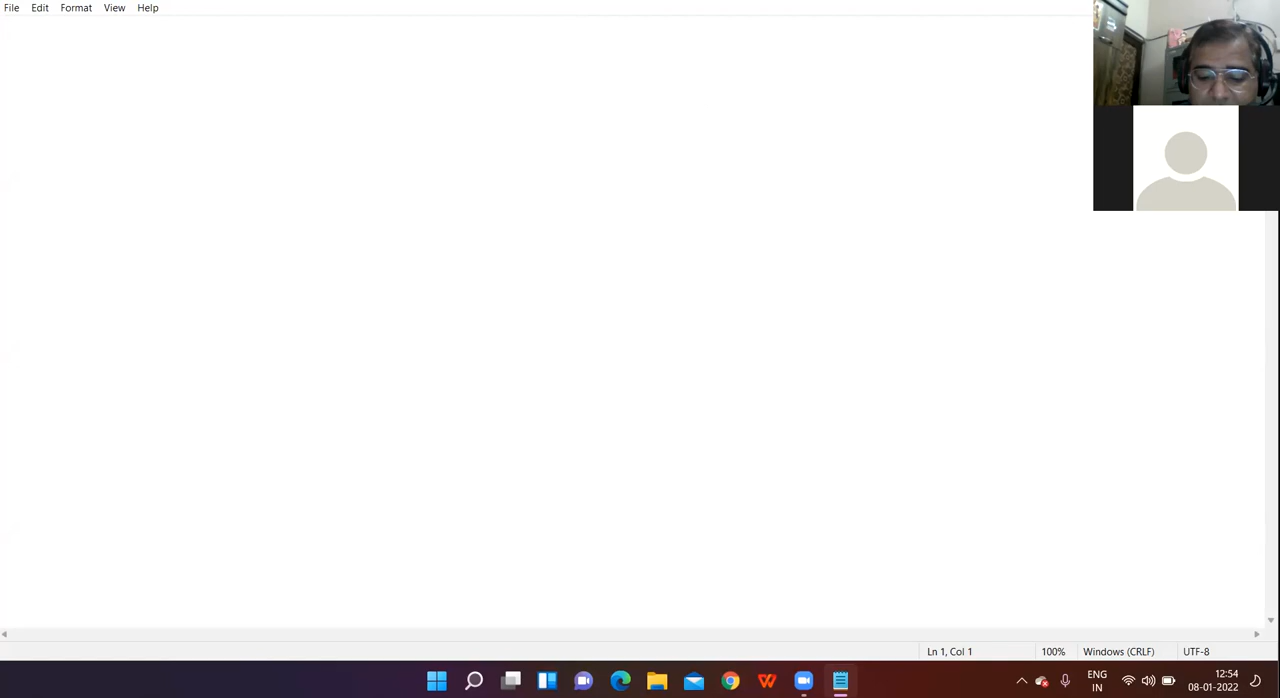 File Edit Format View Help
Ln 1, Col 1 100% Windows (CRLF) UTF-8
ENG 12:54
IN 08-01-2022